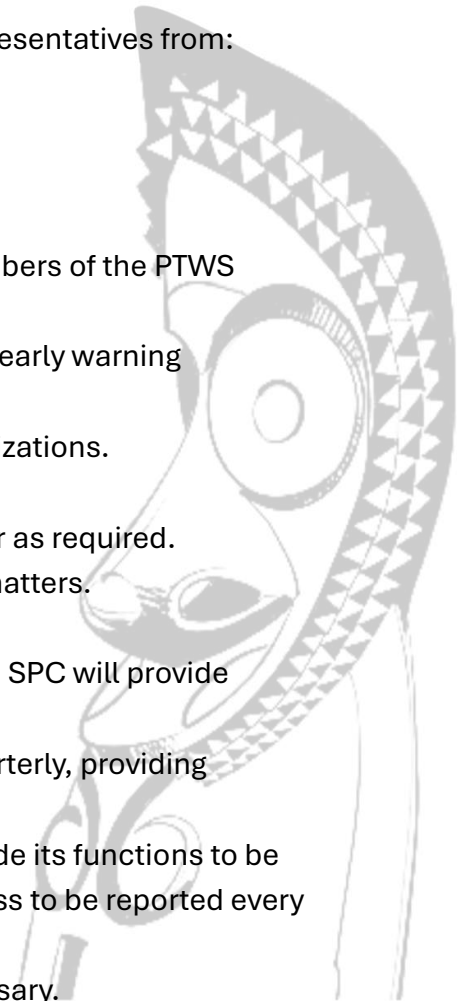 esentatives from:
bers of the PTWS
early warning
zations.
r as required.
natters.
SPC will provide
rterly, providing
de its functions to be
ss to be reported every
sary.